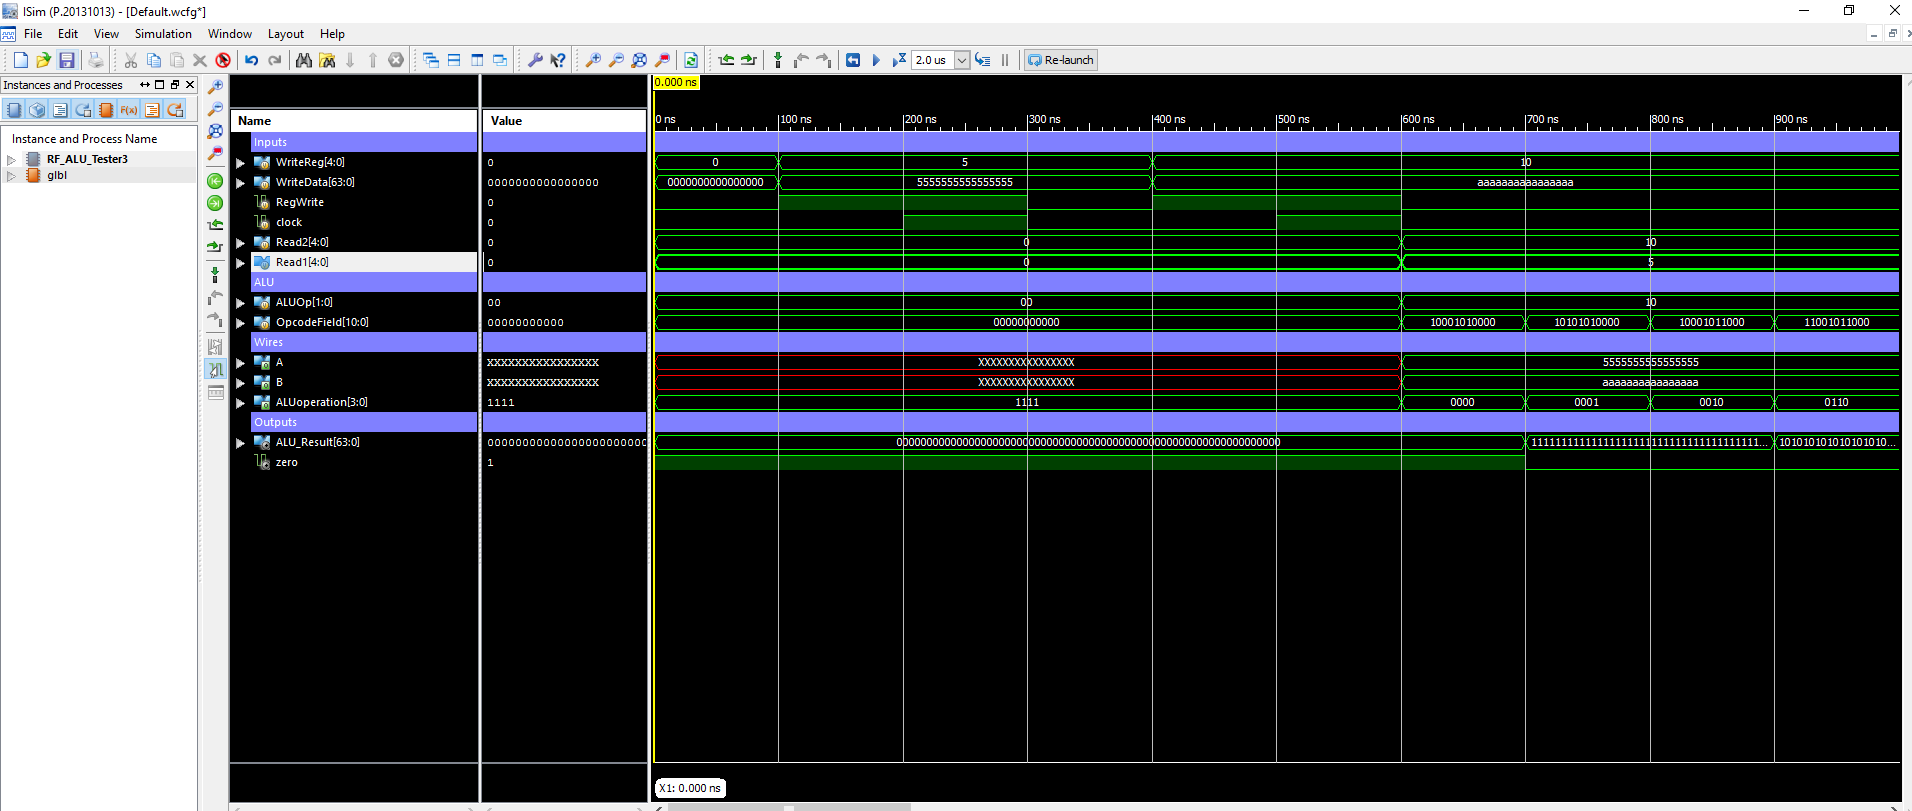 ISim (P.20131013) - [Default.wcfg*]
File Edit View Simulation Window Layout Help
2.0 us Re-launch
Instances and Processes
F(x)
Instance and Process Name
RF_ALU_Tester3
glbl
0.000 ns
Name Value
0 ns 100 ns 200 ns 300 ns 400 ns 500 ns 600 ns 700 ns 800 ns 900 ns
Inputs
WriteReg[4:0] 0 0 5 10
WriteData[63:0] 0000000000000000 0000000000000000 5555555555555555 aaaaaaaaaaaaaaaa
RegWrite 0
clock 0
Read2[4:0] 0 0 10
Read1[4:0] 0 0 5
ALU
ALUOp[1:0] 00 00 10
OpcodeField[10:0] 00000000000 00000000000 10001010000 10101010000 10001011000 11001011000
Wires
A XXXXXXXXXXXXXXXX XXXXXXXXXXXXXXXX 5555555555555555
B XXXXXXXXXXXXXXXX XXXXXXXXXXXXXXXX aaaaaaaaaaaaaaaa
ALUoperation[3:0] 1111 1111 0000 0001 0010 0110
Outputs
ALU_Result[63:0] 00000000000000000000000 0000000000000000000000000000000000000000000000000000000000000000 111111111111111111111111111111111111111... 101010101010101010...
zero 1
X1: 0.000 ns